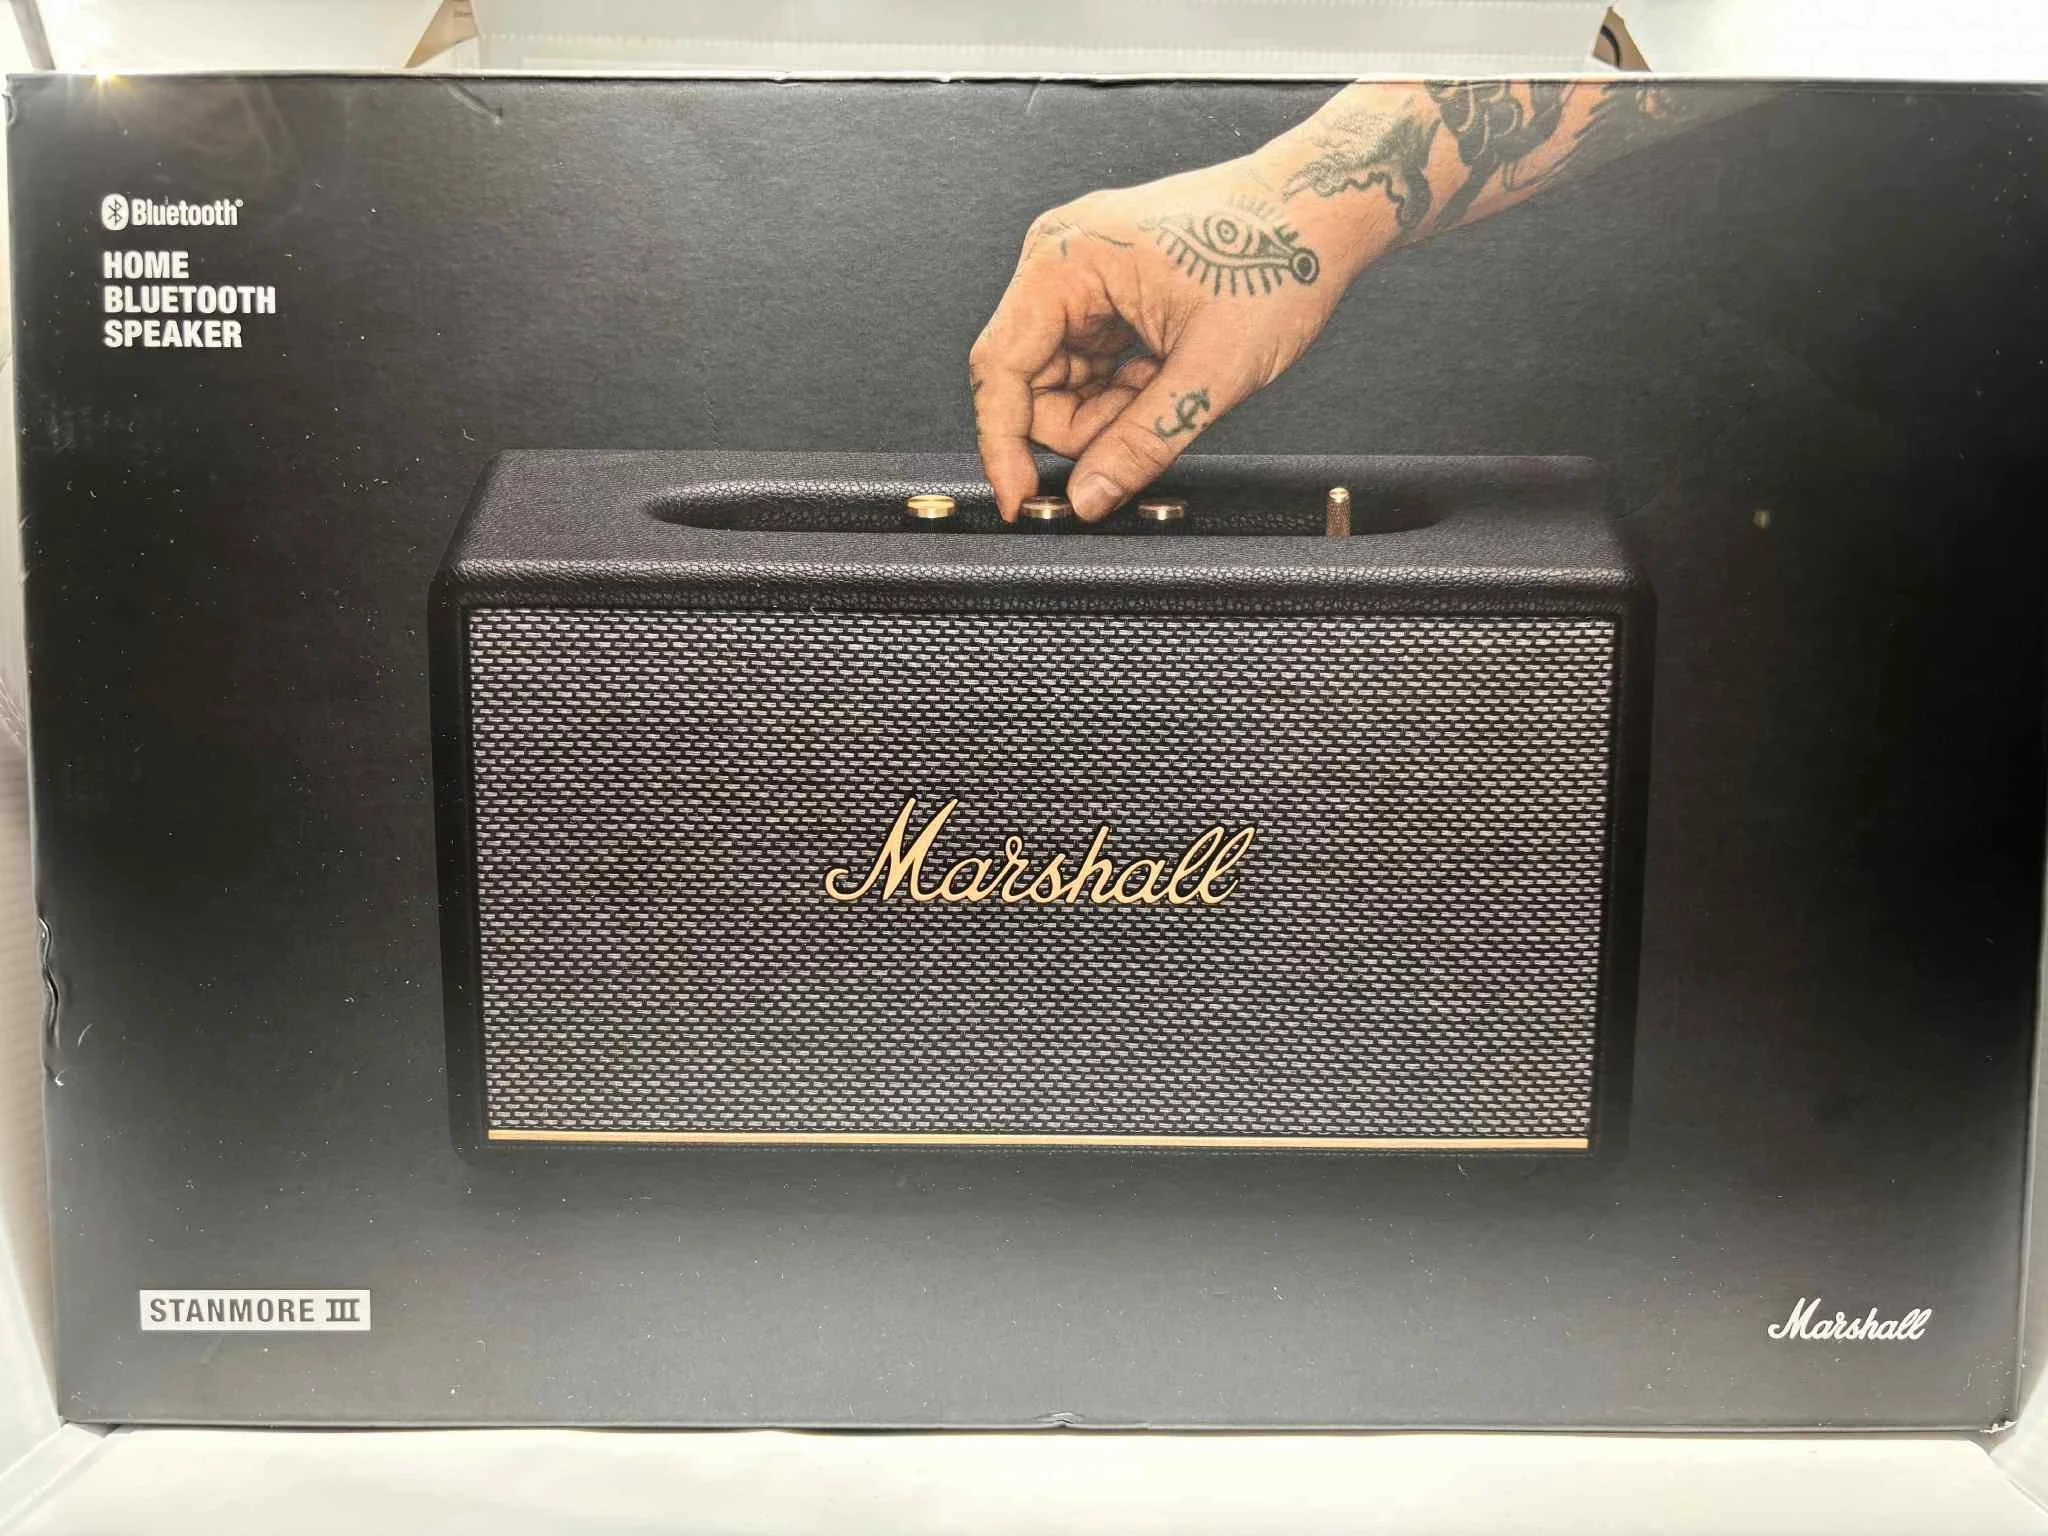 Bluetooth®
HOME
BLUETOOTH
SPEAKER
Marshall
STANMORE III
Marshall